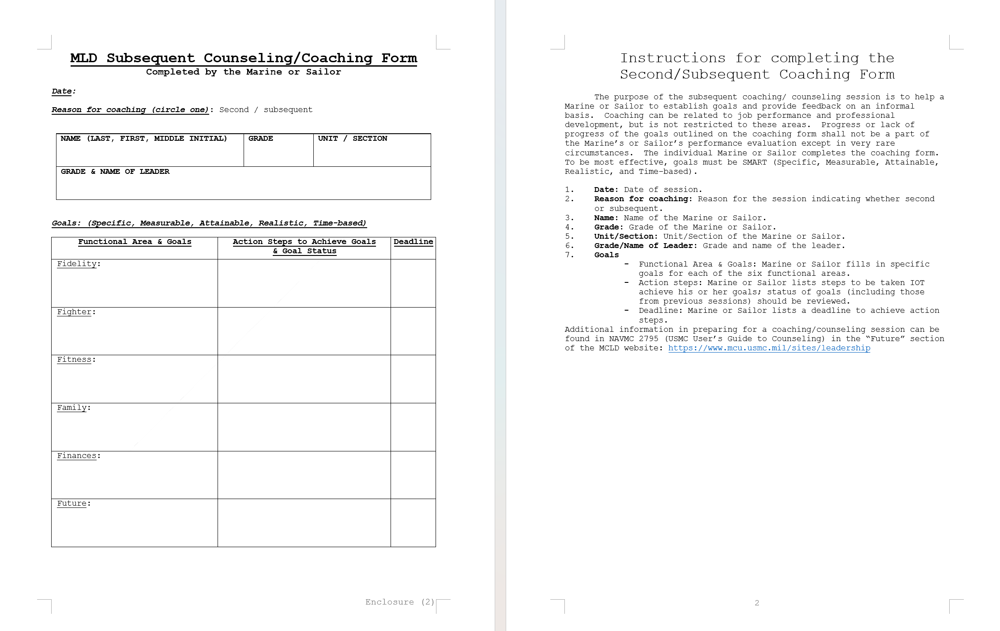 MLD Subsequent Counseling/Coaching Form
Completed by the Marine or Sailor
Date:
Reason for coaching (circle one): Second / subsequent
NAME (LAST, FIRST, MIDDLE INITIAL)
GRADE
UNIT / SECTION
GRADE & NAME OF LEADER
Goals: (Specific, Measurable, Attainable, Realistic, Time-based)
Functional Area & Goals
Action Steps to Achieve Goals
& Goal Status
Deadline
Fidelity:
Fighter:
Fitness:
Family:
Finances:
Future:
Enclosure (2)
Instructions for completing the
Second/Subsequent Coaching Form
The purpose of the subsequent coaching/ counseling session is to help a
Marine or Sailor to establish goals and provide feedback on an informal
basis.  Coaching can be related to job performance and professional
development, but is not restricted to these areas.  Progress or lack of
progress of the goals outlined on the coaching form shall not be a part of
the Marine’s or Sailor’s performance evaluation except in very rare
circumstances.  The individual Marine or Sailor completes the coaching form.
To be most effective, goals must be SMART (Specific, Measurable, Attainable,
Realistic, and Time-based).
1. Date: Date of session.
2. Reason for coaching: Reason for the session indicating whether second
or subsequent.
3. Name: Name of the Marine or Sailor.
4. Grade: Grade of the Marine or Sailor.
5. Unit/Section: Unit/Section of the Marine or Sailor.
6. Grade/Name of Leader: Grade and name of the leader.
7. Goals
- Functional Area & Goals: Marine or Sailor fills in specific
goals for each of the six functional areas.
- Action steps: Marine or Sailor lists steps to be taken IOT
achieve his or her goals; status of goals (including those
from previous sessions) should be reviewed.
- Deadline: Marine or Sailor lists a deadline to achieve action
steps.
Additional information in preparing for a coaching/counseling session can be
found in NAVMC 2795 (USMC User’s Guide to Counseling) in the “Future” section
of the MCLD website: https://www.mcu.usmc.mil/sites/leadership
2